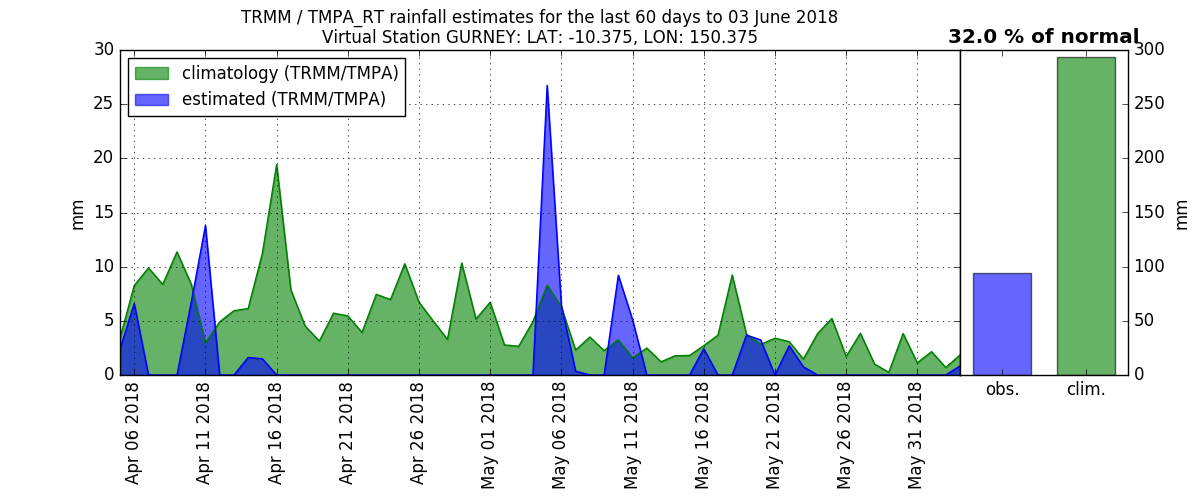 TRMM / TMPA_RT rainfall estimates for the last 60 days to 03 June 2018
Virtual Station GURNEY: LAT: -10.375, LON: 150.375
32.0 % of normal
climatology (TRMM/TMPA)
estimated (TRMM/TMPA)
30
25
20
15
10
5
0
mm
300
250
200
150
100
50
0
mm
Apr 06 2018
Apr 11 2018
Apr 16 2018
Apr 21 2018
Apr 26 2018
May 01 2018
May 06 2018
May 11 2018
May 16 2018
May 21 2018
May 26 2018
May 31 2018
obs.
clim.